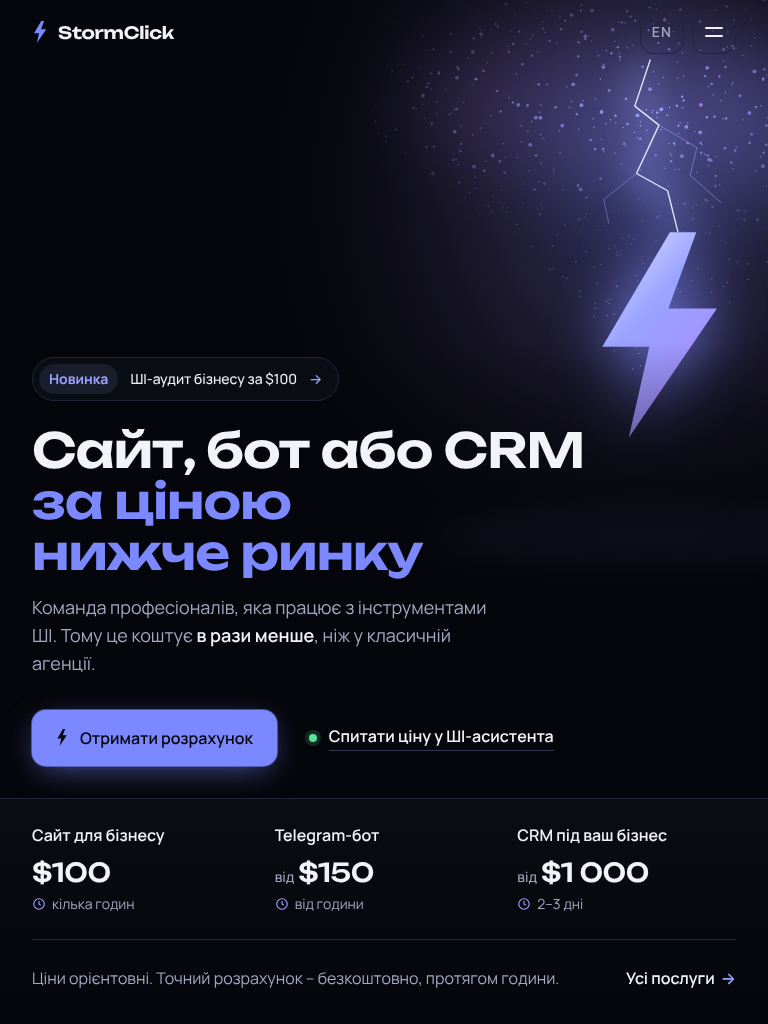 StormClick
EN
Новинка ШІ-аудит бізнесу за $100 →
Сайт, бот або CRM
за ціною
нижче ринку
Команда професіоналів, яка працює з інструментами
ШІ. Тому це коштує в рази менше, ніж у класичній
агенції.
Отримати розрахунок
Спитати ціну у ШІ-асистента
Сайт для бізнесу
$100
кілька годин
Telegram-бот
від $150
від години
CRM під ваш бізнес
від $1 000
2–3 дні
Ціни орієнтовні. Точний розрахунок – безкоштовно, протягом години.
Усі послуги →